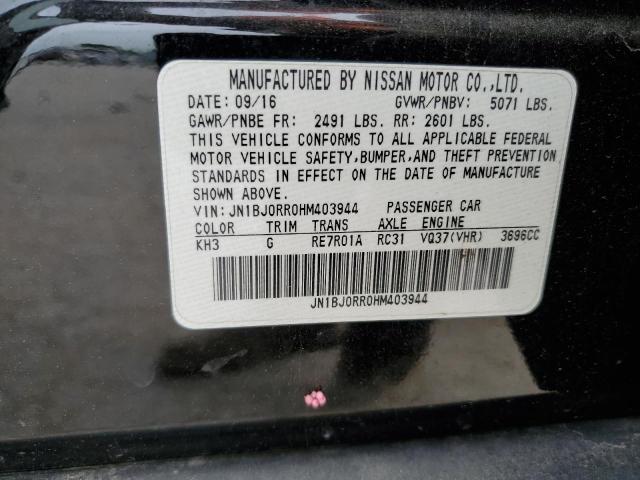 MANUFACTURED BY NISSAN MOTOR CO.,LTD.
DATE: 09/16 GVWR/PNBV: 5071 LBS.
GAWR/PNBE FR: 2491 LBS. RR: 2601 LBS.
THIS VEHICLE CONFORMS TO ALL APPLICABLE FEDERAL
MOTOR VEHICLE SAFETY,BUMPER,AND THEFT PREVENTION
STANDARDS IN EFFECT ON THE DATE OF MANUFACTURE
SHOWN ABOVE.
VIN: JN1BJ0RR0HM403944 PASSENGER CAR
COLOR TRIM TRANS AXLE ENGINE
KH3 G RE7R01A RC31 VQ37(VHR) 3696CC
JN1BJ0RR0HM403944